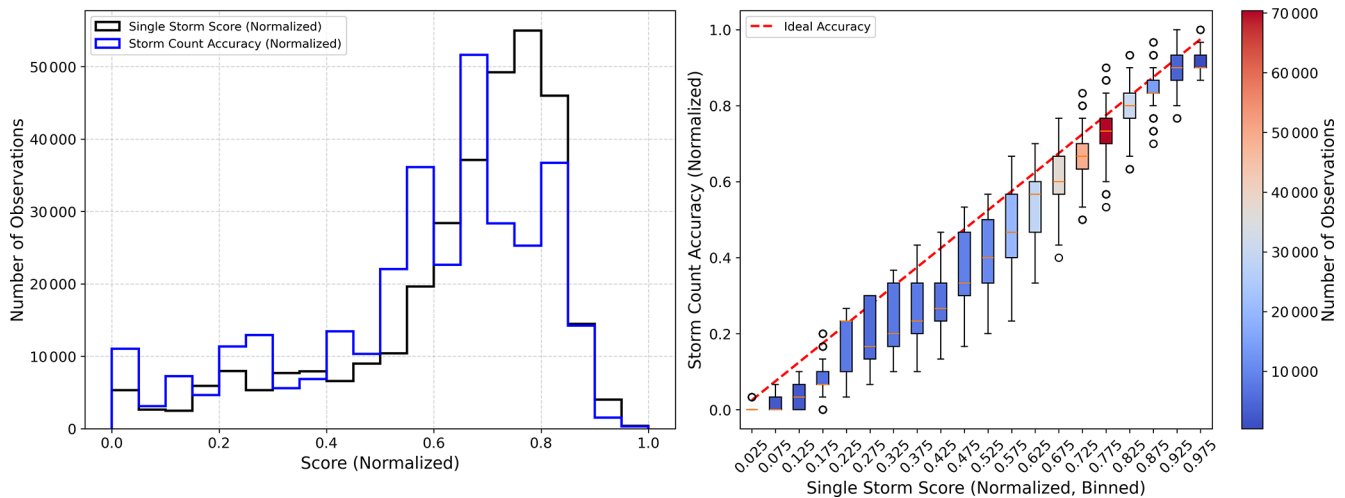 Single Storm Score (Normalized)
Storm Count Accuracy (Normalized)
Number of Observations
50 000
40 000
30 000
20 000
10 000
0
0.0 0.2 0.4 0.6 0.8 1.0
Score (Normalized)
Ideal Accuracy
Storm Count Accuracy (Normalized)
1.0
0.8
0.6
0.4
0.2
0.0
0.025 0.075 0.125 0.175 0.225 0.275 0.325 0.375 0.425 0.475 0.525 0.575 0.625 0.675 0.725 0.775 0.825 0.875 0.925 0.975
Single Storm Score (Normalized, Binned)
70 000
60 000
50 000
40 000
30 000
20 000
10 000
Number of Observations